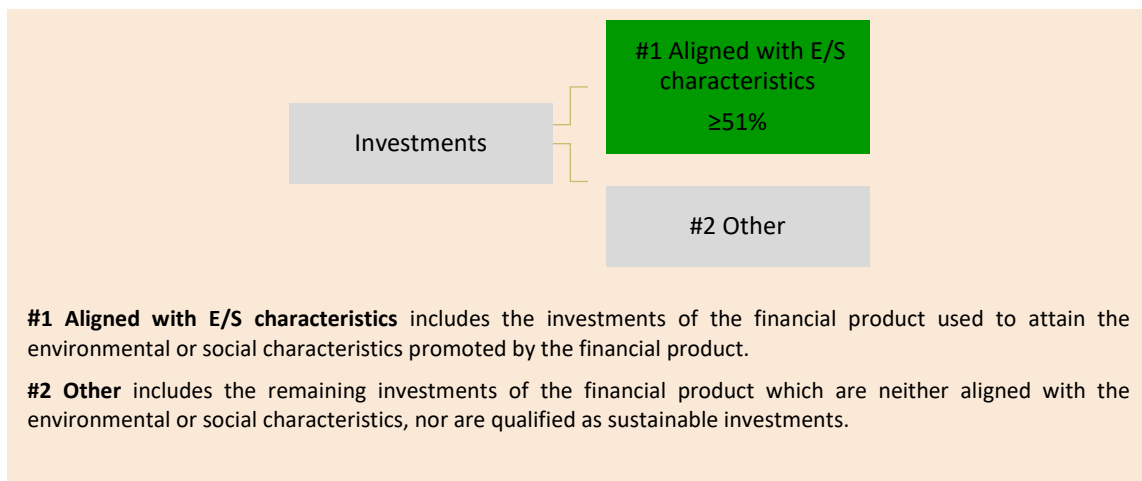 #1 Aligned with E/S
characteristics
≥51%
Investments
#2 Other
#1 Aligned with E/S characteristics includes the investments of the financial product used to attain the
environmental or social characteristics promoted by the financial product.
#2 Other includes the remaining investments of the financial product which are neither aligned with the
environmental or social characteristics, nor are qualified as sustainable investments.